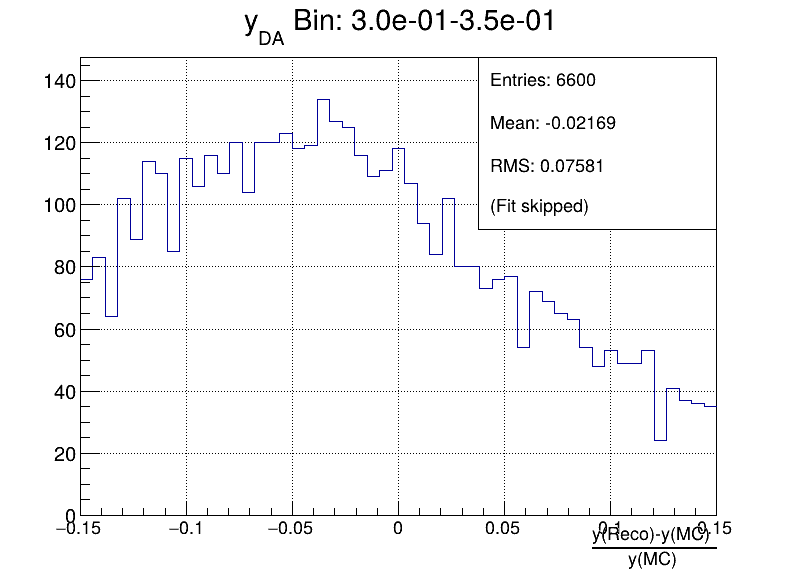 y_DA Bin: 3.0e-01-3.5e-01
Entries: 6600
Mean: -0.02169
RMS: 0.07581
(Fit skipped)
140
120
100
80
60
40
20
0
−0.15 −0.1 −0.05 0 0.05 0.1 0.15
y(Reco)-y(MC)
y(MC)